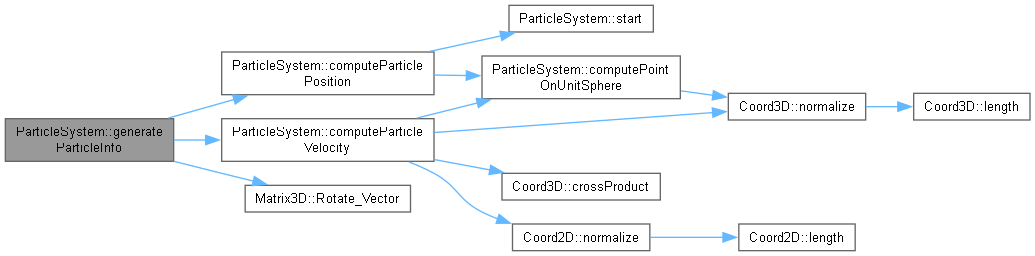 ParticleSystem::generate
ParticleInfo
ParticleSystem::computeParticle
Position
ParticleSystem::start
ParticleSystem::computePoint
OnUnitSphere
Coord3D::normalize
Coord3D::length
ParticleSystem::computeParticle
Velocity
Coord3D::crossProduct
Coord2D::normalize
Coord2D::length
Matrix3D::Rotate_Vector